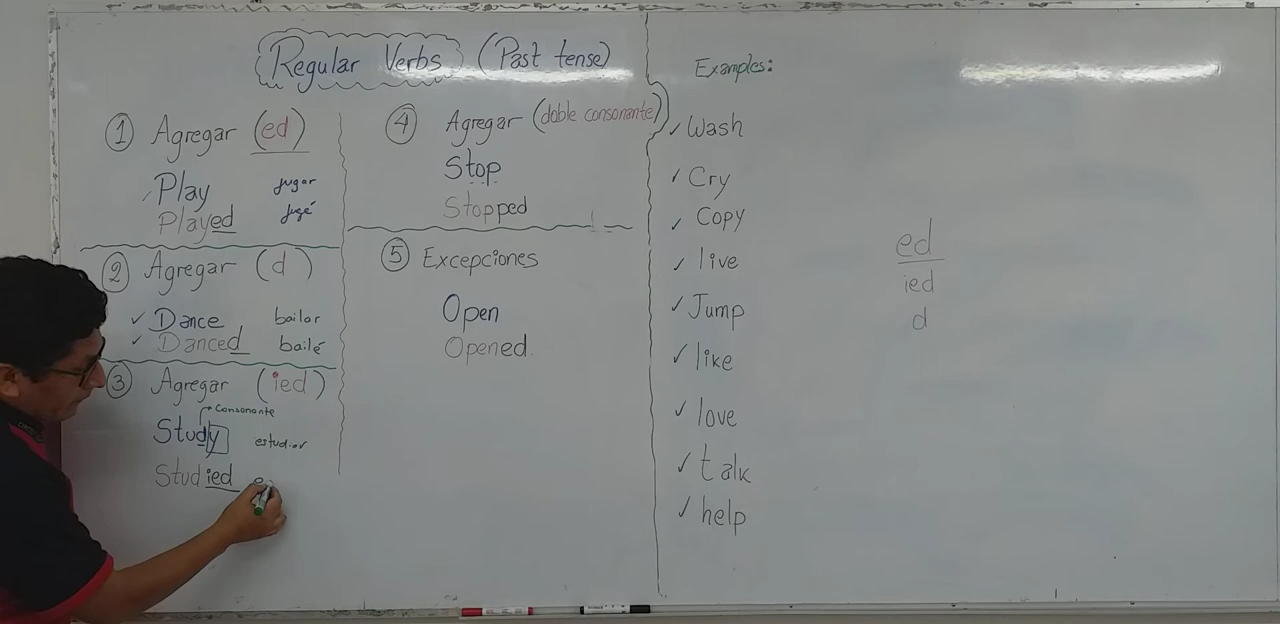 Regular Verbs (Past tense)
① Agregar (ed)
Play jugar
Played jugé
② Agregar (d)
Dance bailar
Danced bailé
③ Agregar (ied)
Consonante
Study estudiar
Studied
④ Agregar (doble consonante)
Stop
Stopped
⑤ Excepciones
Open
Opened
Examples:
✓ Wash
✓ Cry
✓ Copy
✓ live
✓ Jump
✓ like
✓ love
✓ talk
✓ help
ed
ied
d